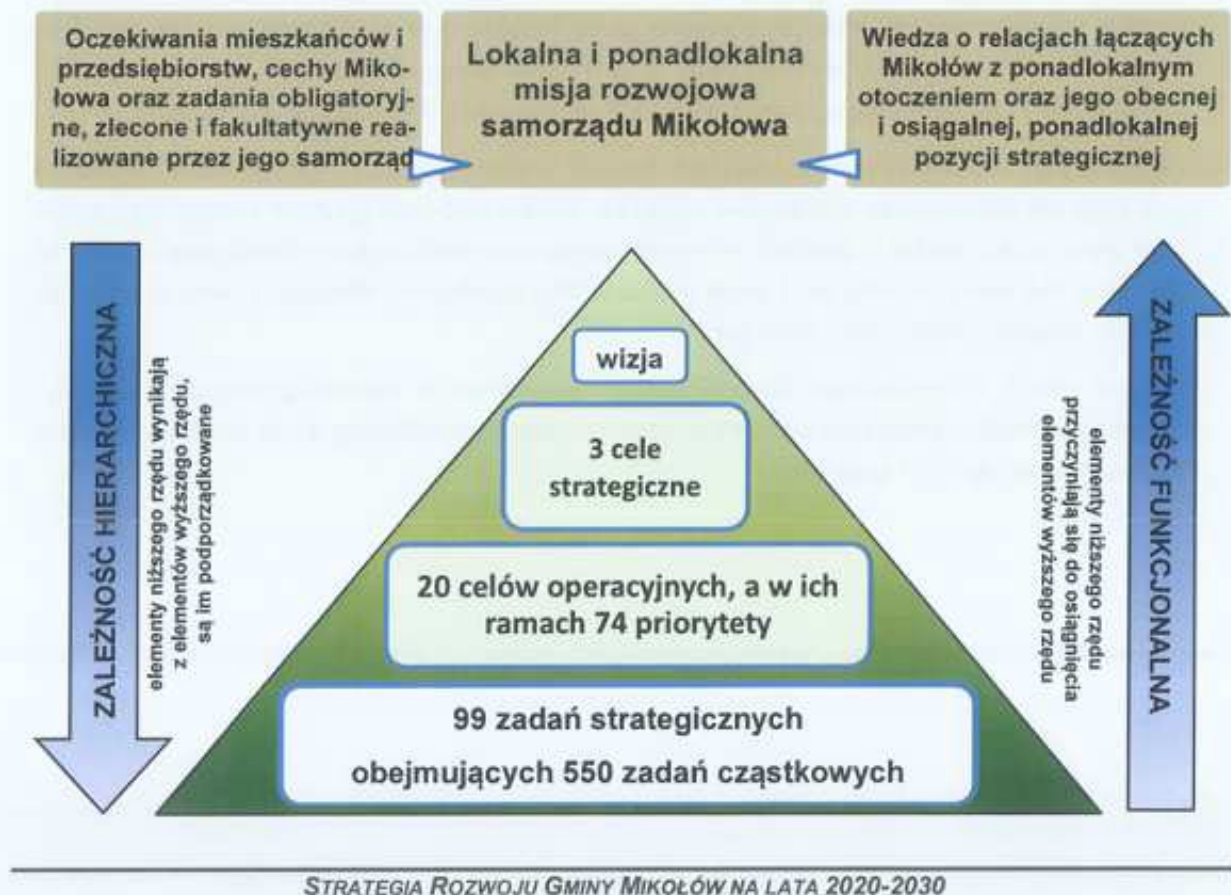 Oczekiwania mieszkańców i
przedsiębiorstw, cechy Miko-
łowa oraz zadania obligatoryj-
ne, zlecone i fakultatywne rea-
lizowane przez jego samorząd
Lokalna i ponadlokalna
misja rozwojowa
samorządu Mikołowa
Wiedza o relacjach łączących
Mikołów z ponadlokalnym
otoczeniem oraz jego obecnej
i osiągalnej, ponadlokalnej
pozycji strategicznej
ZALEŻNOŚĆ HIERARCHICZNA
elementy niższego rzędu wynikają
z elementów wyższego rzędu,
są im podporządkowane
wizja
3 cele
strategiczne
20 celów operacyjnych, a w ich
ramach 74 priorytety
99 zadań strategicznych
obejmujących 550 zadań cząstkowych
elementy niższego rzędu
przyczyniają się do osiągnięcia
elementów wyższego rzędu
ZALEŻNOŚĆ FUNKCJONALNA
STRATEGIA ROZWOJU GMINY MIKOŁÓW NA LATA 2020-2030